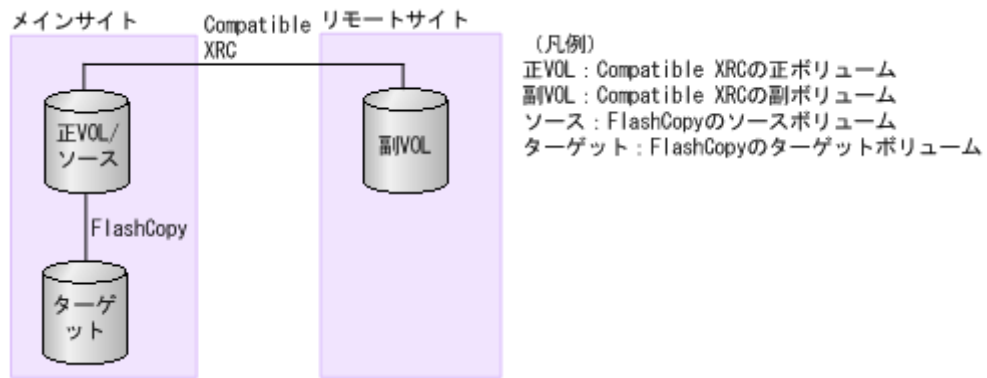 メインサイト
Compatible
XRC
リモートサイト
正VOL/
ソース
副VOL
FlashCopy
ターゲ
ット
(凡例)
正VOL:Compatible XRCの正ボリューム
副VOL:Compatible XRCの副ボリューム
ソース:FlashCopyのソースボリューム
ターゲット:FlashCopyのターゲットボリューム